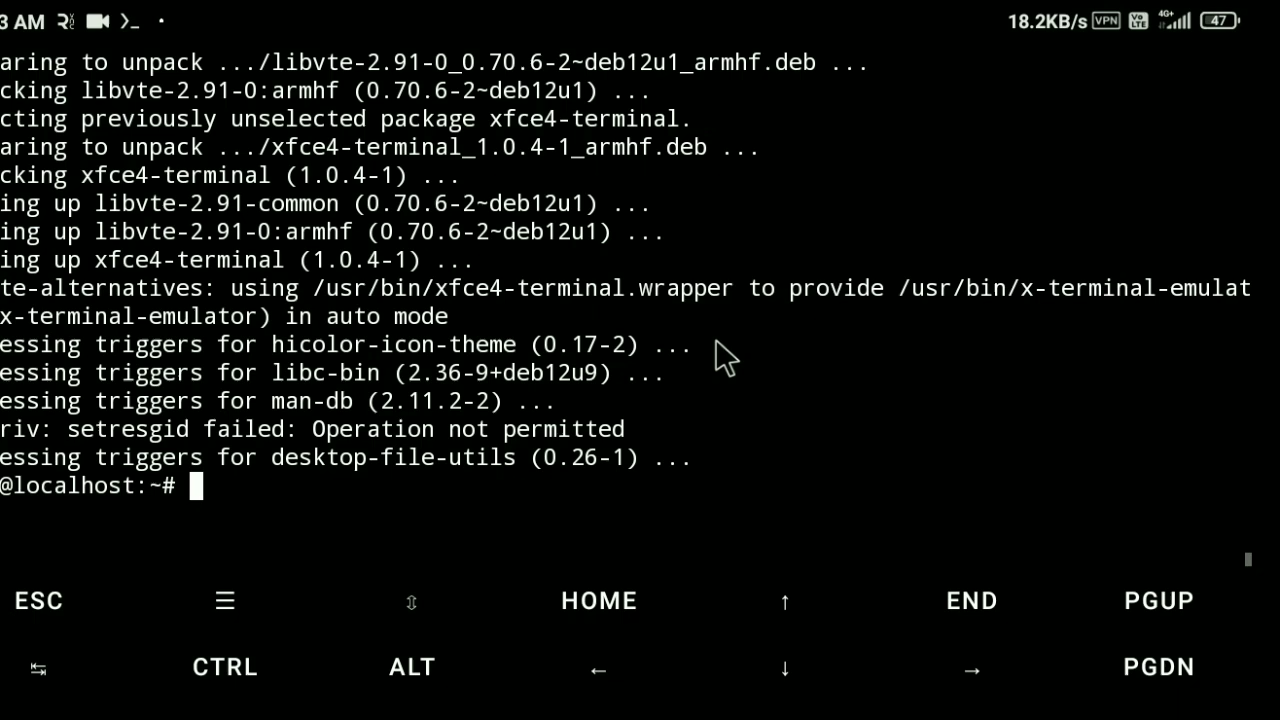 3 AM 18.2KB/s VPN Vo LTE 4G+ 47
aring to unpack .../libvte-2.91-0_0.70.6-2~deb12u1_armhf.deb ...
cking libvte-2.91-0:armhf (0.70.6-2~deb12u1) ...
cting previously unselected package xfce4-terminal.
aring to unpack .../xfce4-terminal_1.0.4-1_armhf.deb ...
cking xfce4-terminal (1.0.4-1) ...
ing up libvte-2.91-common (0.70.6-2~deb12u1) ...
ing up libvte-2.91-0:armhf (0.70.6-2~deb12u1) ...
ing up xfce4-terminal (1.0.4-1) ...
te-alternatives: using /usr/bin/xfce4-terminal.wrapper to provide /usr/bin/x-terminal-emulat
x-terminal-emulator) in auto mode
essing triggers for hicolor-icon-theme (0.17-2) ...
essing triggers for libc-bin (2.36-9+deb12u9) ...
essing triggers for man-db (2.11.2-2) ...
riv: setresgid failed: Operation not permitted
essing triggers for desktop-file-utils (0.26-1) ...
@localhost:~#
ESC ☰ ⇳ HOME ↑ END PGUP
↹ CTRL ALT ← ↓ → PGDN